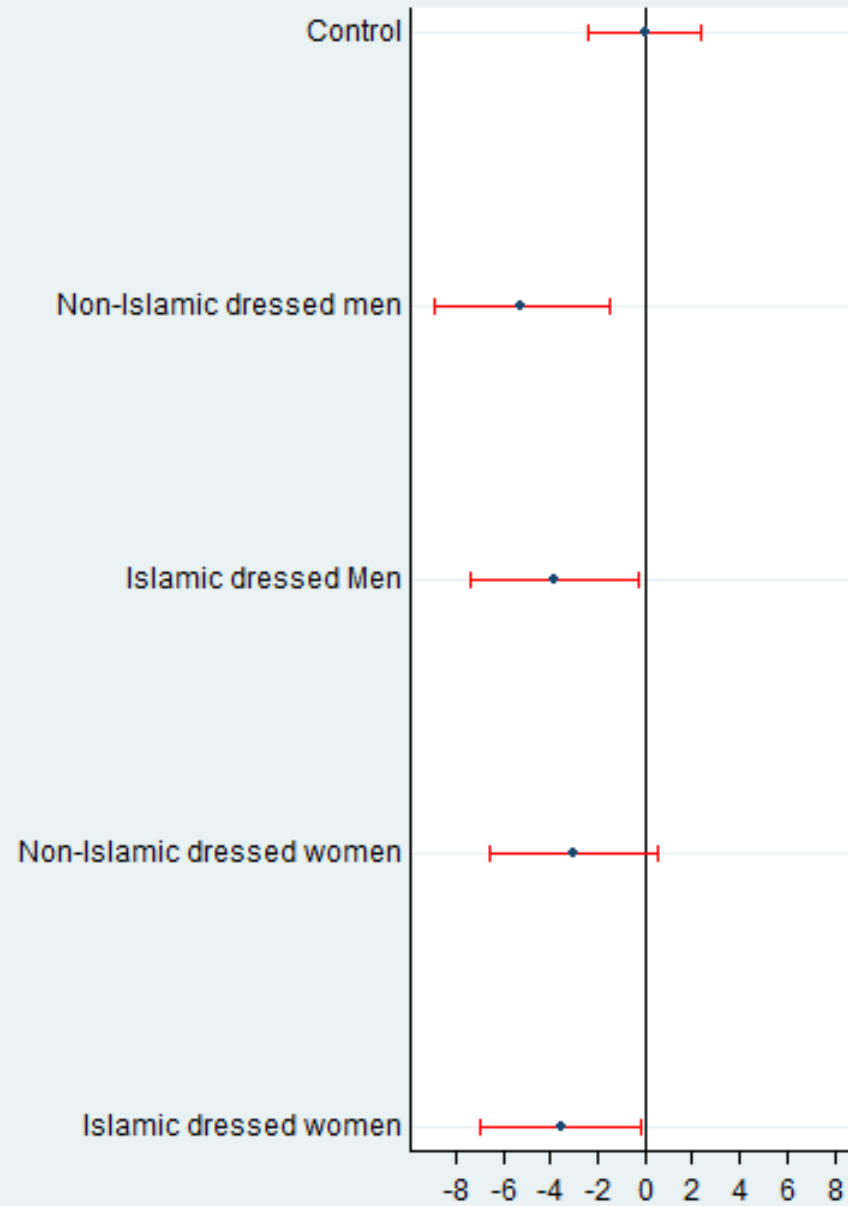 Control
Non-Islamic dressed men
Islamic dressed Men
Non-Islamic dressed women
Islamic dressed women
-8 -6 -4 -2 0 2 4 6 8